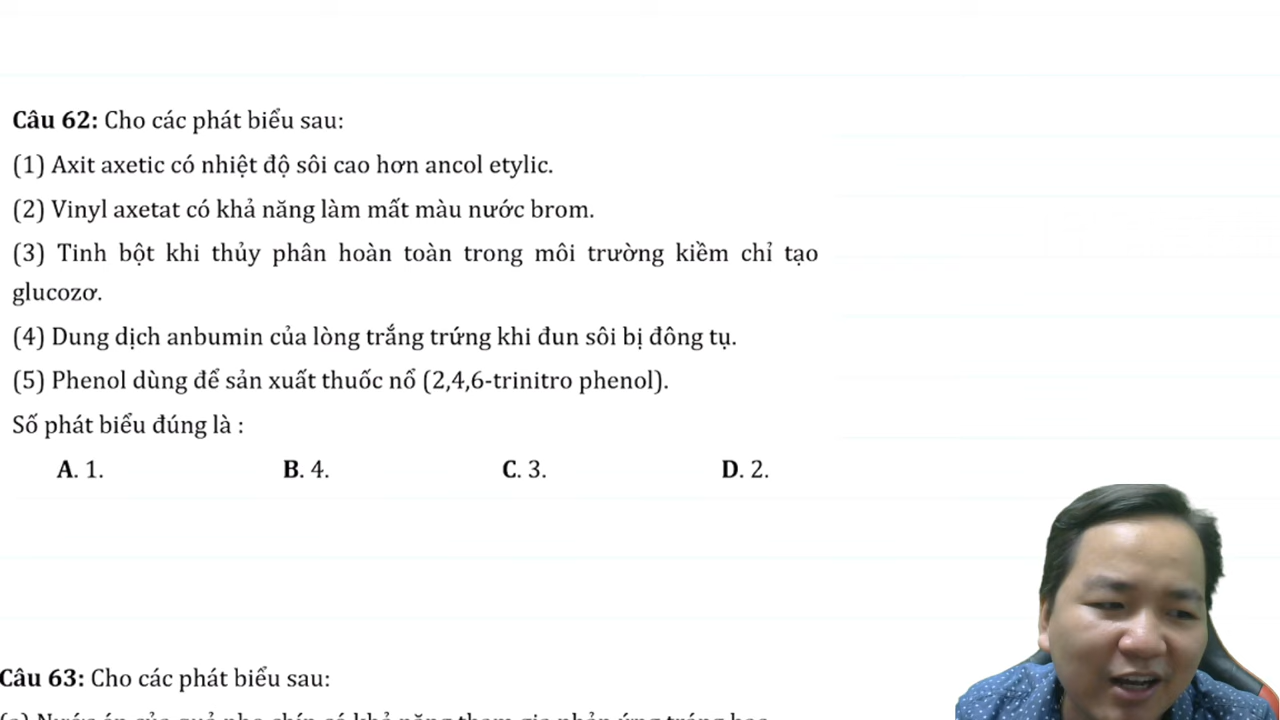 Câu 62: Cho các phát biểu sau:
(1) Axit axetic có nhiệt độ sôi cao hơn ancol etylic.
(2) Vinyl axetat có khả năng làm mất màu nước brom.
(3) Tinh bột khi thủy phân hoàn toàn trong môi trường kiềm chỉ tạo
glucozơ.
(4) Dung dịch anbumin của lòng trắng trứng khi đun sôi bị đông tụ.
(5) Phenol dùng để sản xuất thuốc nổ (2,4,6-trinitro phenol).
Số phát biểu đúng là :
A. 1. B. 4. C. 3. D. 2.
Câu 63: Cho các phát biểu sau: